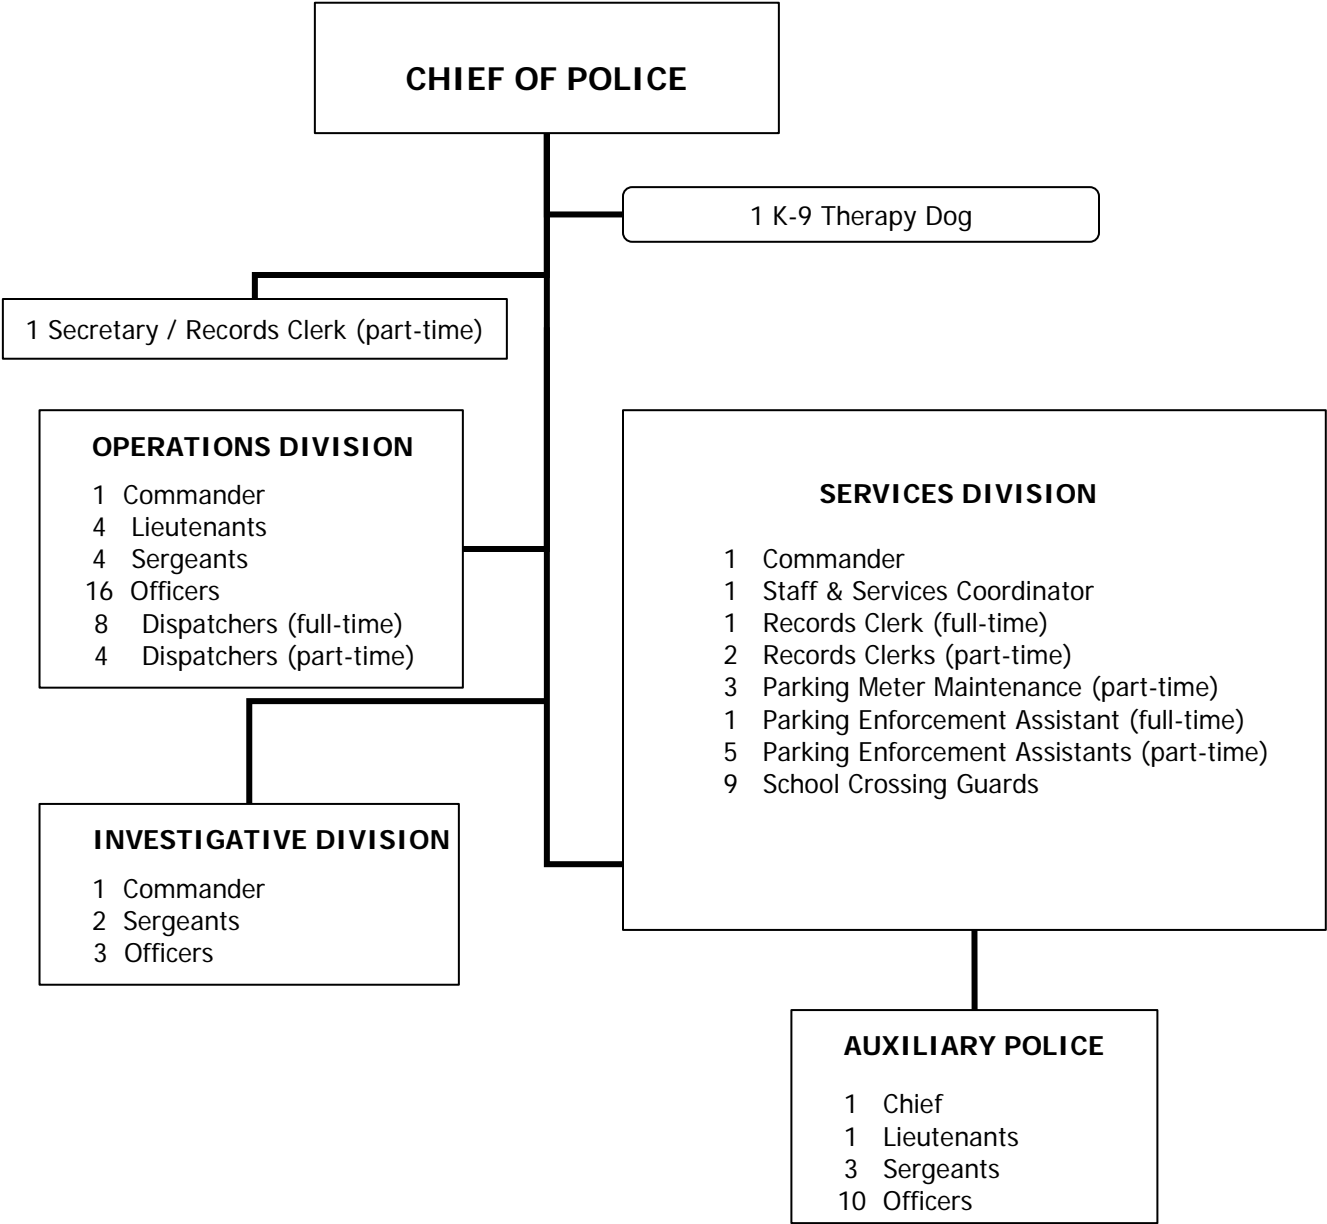 CHIEF OF POLICE
1 K-9 Therapy Dog
1 Secretary / Records Clerk (part-time)
OPERATIONS DIVISION
1 Commander
4 Lieutenants
4 Sergeants
16 Officers
8 Dispatchers (full-time)
4 Dispatchers (part-time)
SERVICES DIVISION
1 Commander
1 Staff & Services Coordinator
1 Records Clerk (full-time)
2 Records Clerks (part-time)
3 Parking Meter Maintenance (part-time)
1 Parking Enforcement Assistant (full-time)
5 Parking Enforcement Assistants (part-time)
9 School Crossing Guards
INVESTIGATIVE DIVISION
1 Commander
2 Sergeants
3 Officers
AUXILIARY POLICE
1 Chief
1 Lieutenants
3 Sergeants
10 Officers